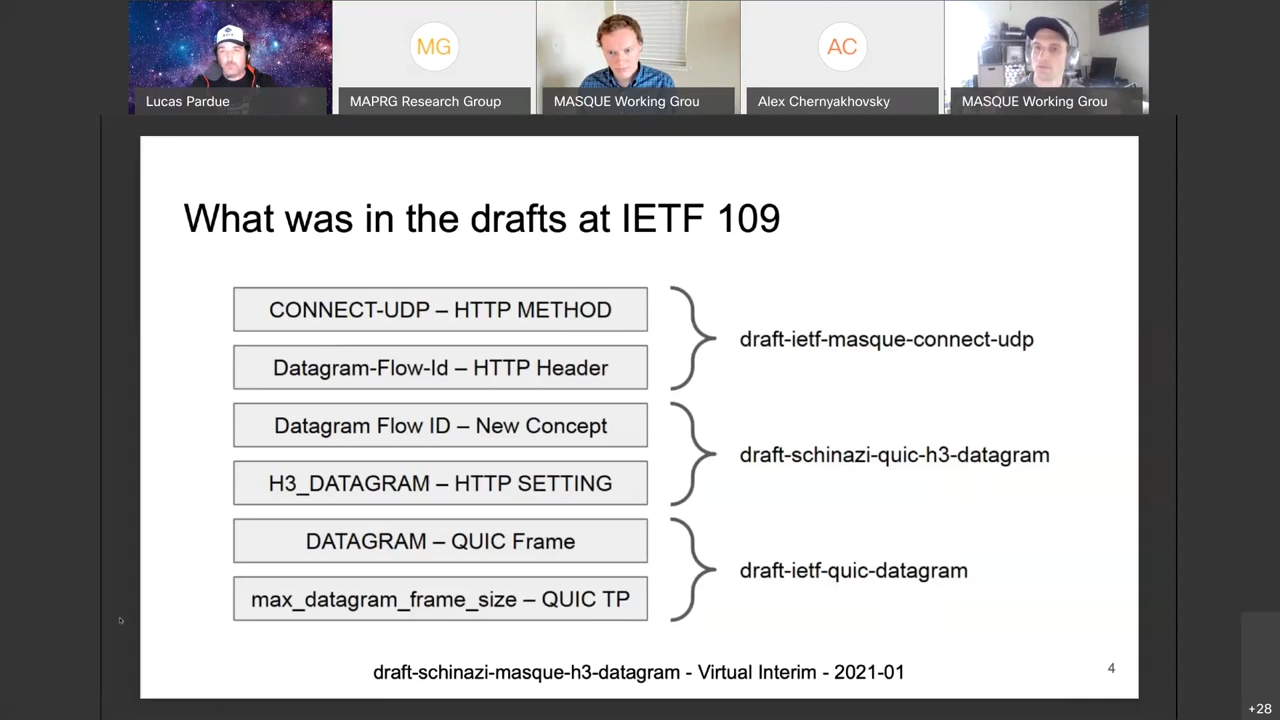 MG
AC
Lucas Pardue
MAPRG Research Group
MASQUE Working Grou
Alex Chernyakhovsky
MASQUE Working Grou
What was in the drafts at IETF 109
CONNECT-UDP – HTTP METHOD
Datagram-Flow-Id – HTTP Header
draft-ietf-masque-connect-udp
Datagram Flow ID – New Concept
H3_DATAGRAM – HTTP SETTING
draft-schinazi-quic-h3-datagram
DATAGRAM – QUIC Frame
max_datagram_frame_size – QUIC TP
draft-ietf-quic-datagram
draft-schinazi-masque-h3-datagram - Virtual Interim - 2021-01
4
+28